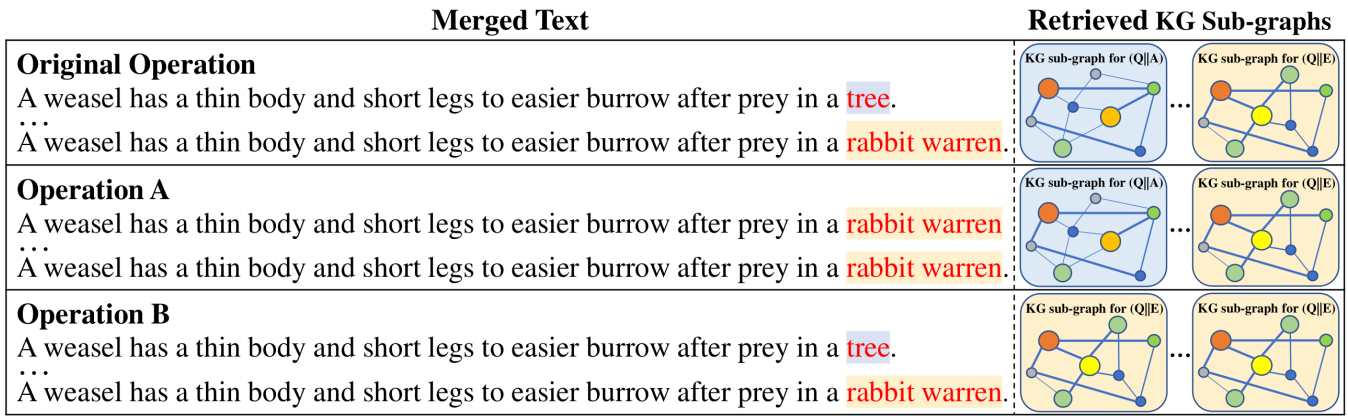 Merged Text
Retrieved KG Sub-graphs
Original Operation
A weasel has a thin body and short legs to easier burrow after prey in a tree.
...
A weasel has a thin body and short legs to easier burrow after prey in a rabbit warren.
KG sub-graph for (Q||A)
...
KG sub-graph for (Q||E)
Operation A
A weasel has a thin body and short legs to easier burrow after prey in a rabbit warren
...
A weasel has a thin body and short legs to easier burrow after prey in a rabbit warren.
KG sub-graph for (Q||A)
...
KG sub-graph for (Q||E)
Operation B
A weasel has a thin body and short legs to easier burrow after prey in a tree.
...
A weasel has a thin body and short legs to easier burrow after prey in a rabbit warren.
KG sub-graph for (Q||E)
...
KG sub-graph for (Q||E)